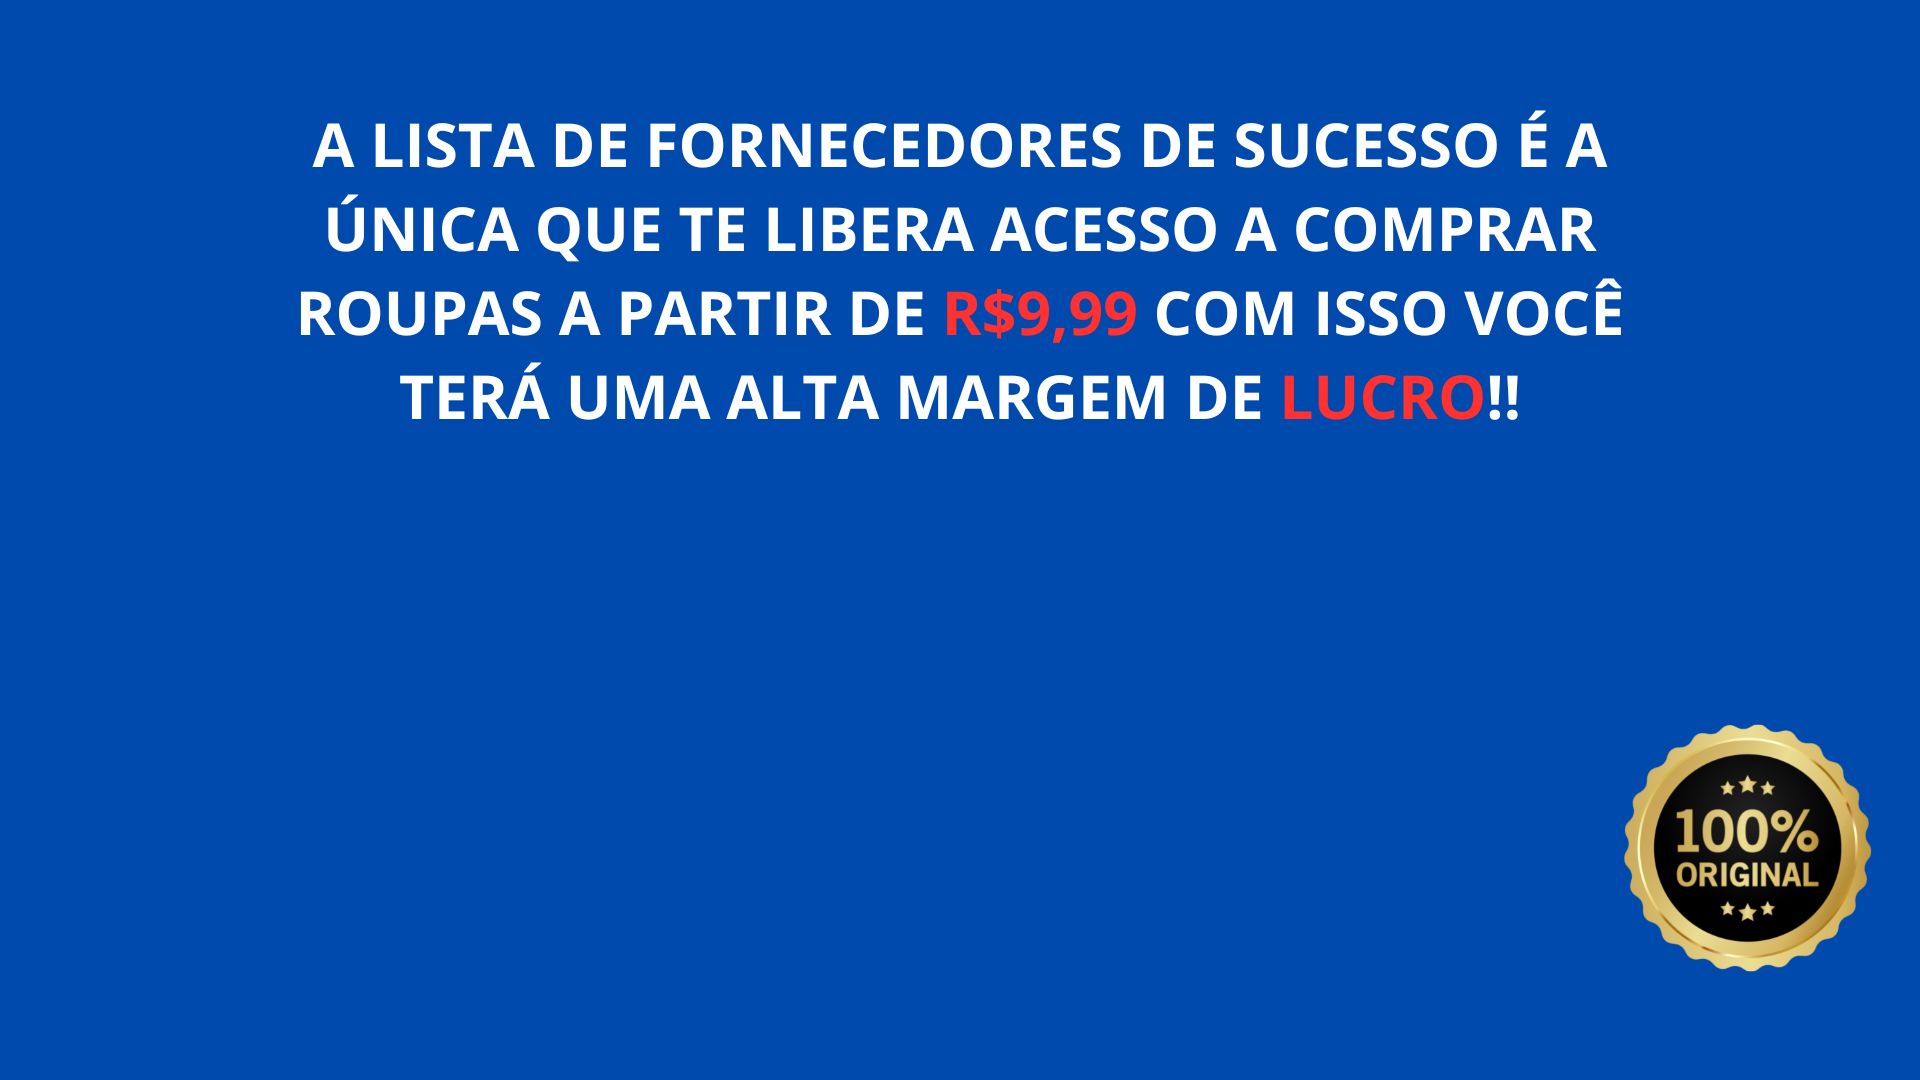 A LISTA DE FORNECEDORES DE SUCESSO É A
ÚNICA QUE TE LIBERA ACESSO A COMPRAR
ROUPAS A PARTIR DE R$9,99 COM ISSO VOCÊ
TERÁ UMA ALTA MARGEM DE LUCRO!!
100%
ORIGINAL